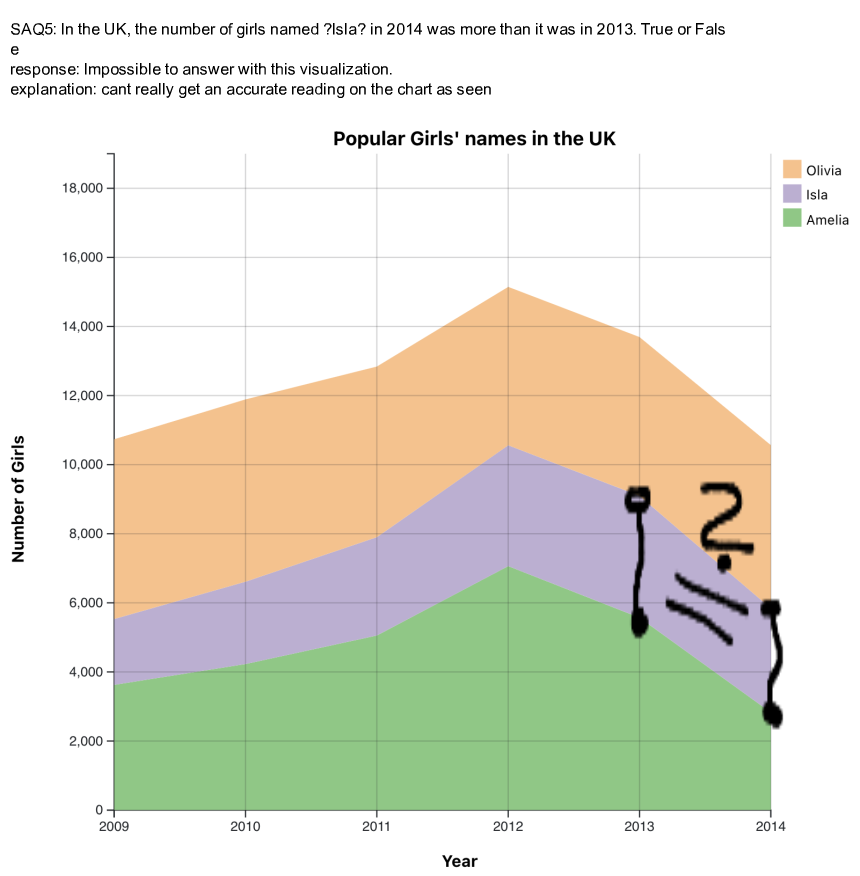 SAQ5: In the UK, the number of girls named ?Isla? in 2014 was more than it was in 2013. True or Fals
e
response: Impossible to answer with this visualization.
explanation: cant really get an accurate reading on the chart as seen
Popular Girls' names in the UK
Olivia
Isla
Amelia
18,000
16,000
14,000
12,000
10,000
8,000
6,000
4,000
2,000
0
Number of Girls
?
2009 2010 2011 2012 2013 2014
Year